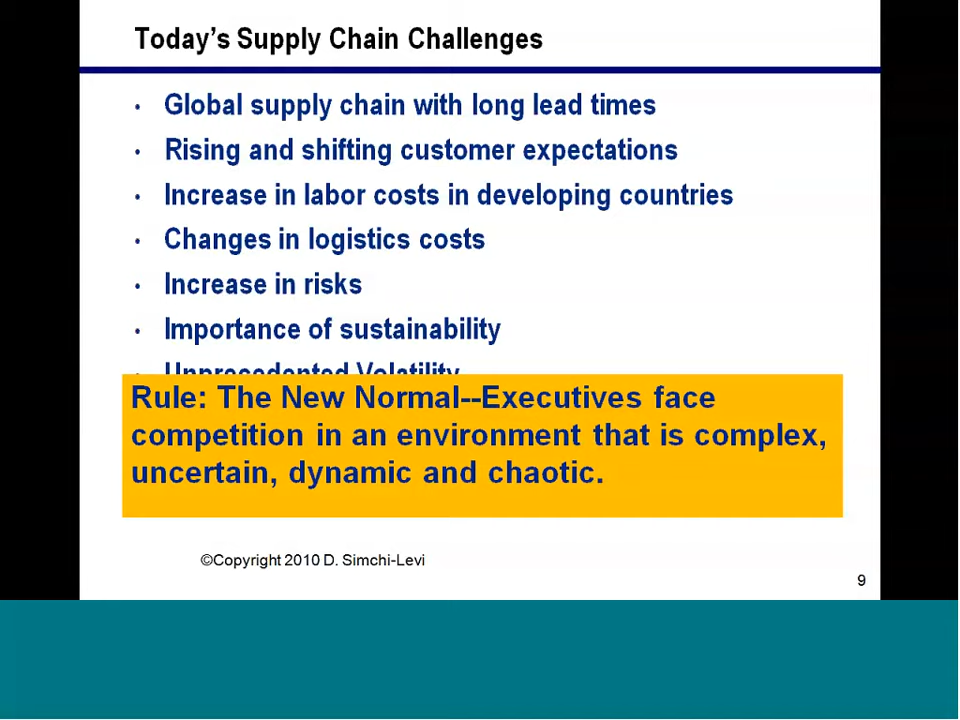 Today's Supply Chain Challenges
• Global supply chain with long lead times
• Rising and shifting customer expectations
• Increase in labor costs in developing countries
• Changes in logistics costs
• Increase in risks
• Importance of sustainability
• Unprecedented Volatility
Rule: The New Normal--Executives face
competition in an environment that is complex,
uncertain, dynamic and chaotic.
©Copyright 2010 D. Simchi-Levi
9